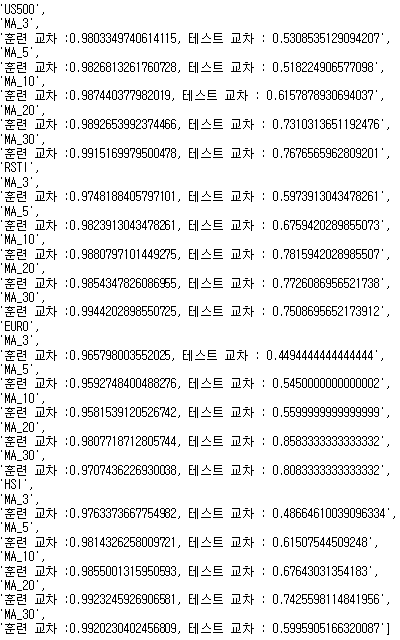 'US500',
'MA_3',
'훈련 교차 :0.9803349740614115, 테스트 교차 : 0.5308535129094207',
'MA_5',
'훈련 교차 :0.9826813261760728, 테스트 교차 : 0.518224906577098',
'MA_10',
'훈련 교차 :0.987440377982019, 테스트 교차 : 0.6157878930694037',
'MA_20',
'훈련 교차 :0.9892653992374466, 테스트 교차 : 0.7310313651192476',
'MA_30',
'훈련 교차 :0.9915169979500478, 테스트 교차 : 0.7676565962809201',
'RSTI',
'MA_3',
'훈련 교차 :0.9748188405797101, 테스트 교차 : 0.5973913043478261',
'MA_5',
'훈련 교차 :0.9823913043478261, 테스트 교차 : 0.6759420289855073',
'MA_10',
'훈련 교차 :0.9880797101449275, 테스트 교차 : 0.7815942028985507',
'MA_20',
'훈련 교차 :0.9854347826086955, 테스트 교차 : 0.7726086956521738',
'MA_30',
'훈련 교차 :0.9944202898550725, 테스트 교차 : 0.7508695652173912',
'EURO',
'MA_3',
'훈련 교차 :0.965798003552025, 테스트 교차 : 0.4494444444444444',
'MA_5',
'훈련 교차 :0.9592748400488276, 테스트 교차 : 0.5450000000000002',
'MA_10',
'훈련 교차 :0.9581539120526742, 테스트 교차 : 0.5599999999999999',
'MA_20',
'훈련 교차 :0.9807718712805744, 테스트 교차 : 0.8583333333333332',
'MA_30',
'훈련 교차 :0.9707436226930038, 테스트 교차 : 0.8083333333333332',
'HSI',
'MA_3',
'훈련 교차 :0.9763373667754982, 테스트 교차 : 0.48664610039096334',
'MA_5',
'훈련 교차 :0.9814326258009721, 테스트 교차 : 0.61507544509248',
'MA_10',
'훈련 교차 :0.9855001315950593, 테스트 교차 : 0.67643031354183',
'MA_20',
'훈련 교차 :0.9923245926906581, 테스트 교차 : 0.7425598114841956',
'MA_30',
'훈련 교차 :0.9920230402456809, 테스트 교차 : 0.5995905166320087']